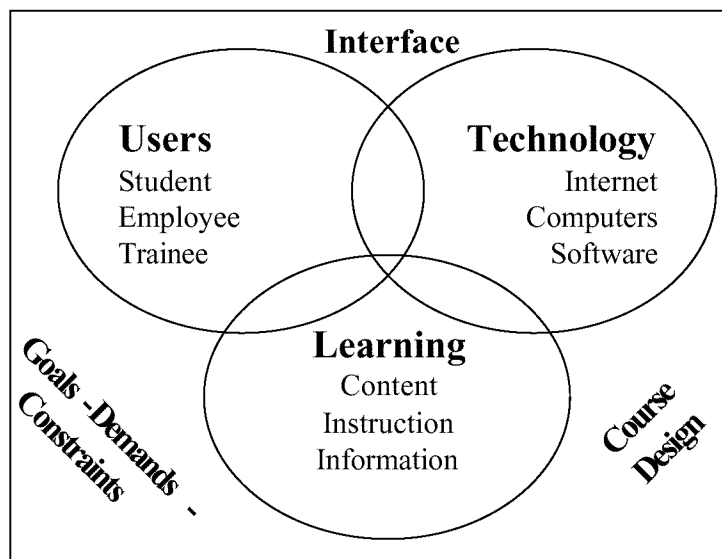 Interface
Users
Student
Employee
Trainee
Technology
Internet
Computers
Software
Learning
Content
Instruction
Information
Goals -Demands -
Constraints
Course
Design